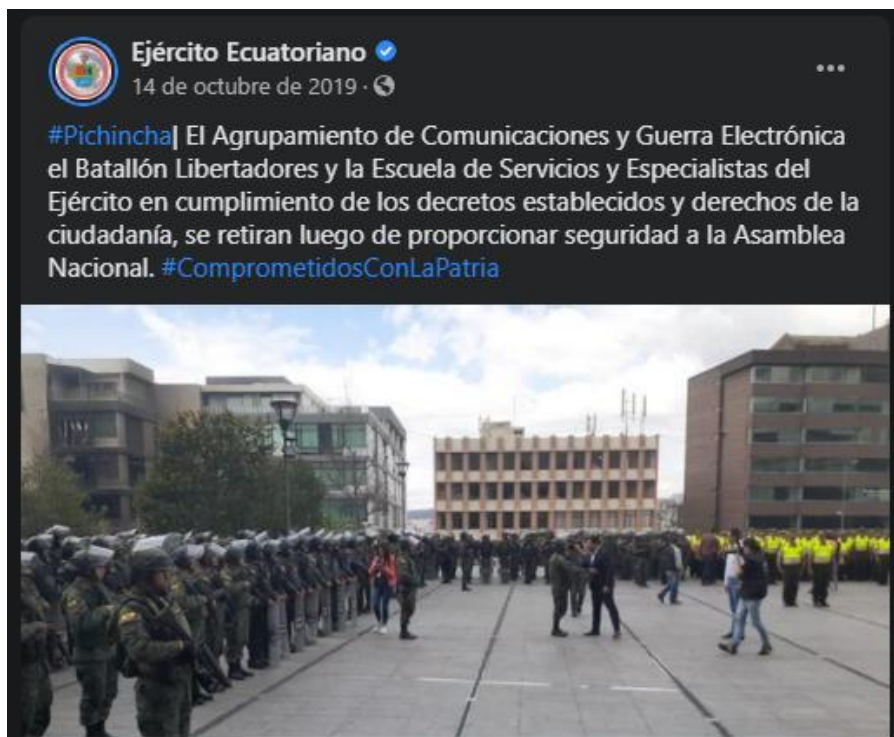 Ejército Ecuatoriano
14 de octubre de 2019 ·
#Pichincha| El Agrupamiento de Comunicaciones y Guerra Electrónica
el Batallón Libertadores y la Escuela de Servicios y Especialistas del
Ejército en cumplimiento de los decretos establecidos y derechos de la
ciudadanía, se retiran luego de proporcionar seguridad a la Asamblea
Nacional. #ComprometidosConLaPatria